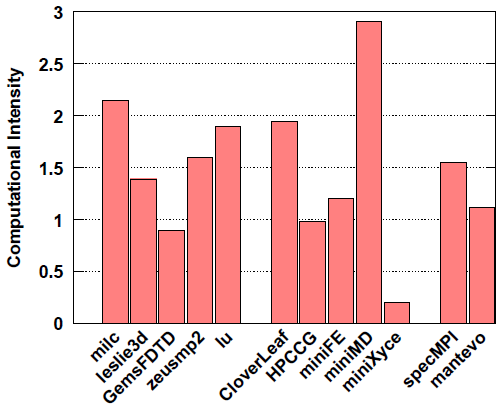 3
2.5
2
1.5
1
0.5
0
Computational Intensity
milc
leslie3d
GemsFDTD
zeusmp2
lu
CloverLeaf
HPCCG
miniFE
miniMD
miniXyce
specMPI
mantevo